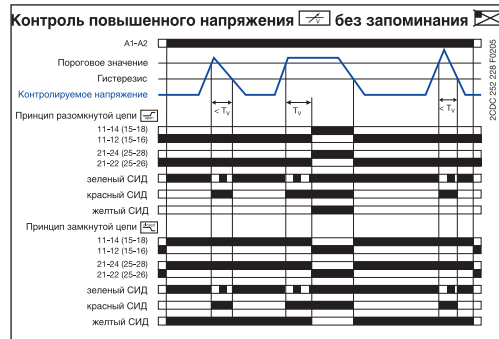 Контроль повышенного напряжения V без запоминания
A1-A2
Пороговое значение
Гистерезис
Контролируемое напряжение
< Tv
Tv
< Tv
Принцип разомкнутой цепи
11-14 (15-18)
11-12 (15-16)
21-24 (25-28)
21-22 (25-26)
зеленый СИД
красный СИД
желтый СИД
Принцип замкнутой цепи
11-14 (15-18)
11-12 (15-16)
21-24 (25-28)
21-22 (25-26)
зеленый СИД
красный СИД
желтый СИД
2CDC 252 228 F0205